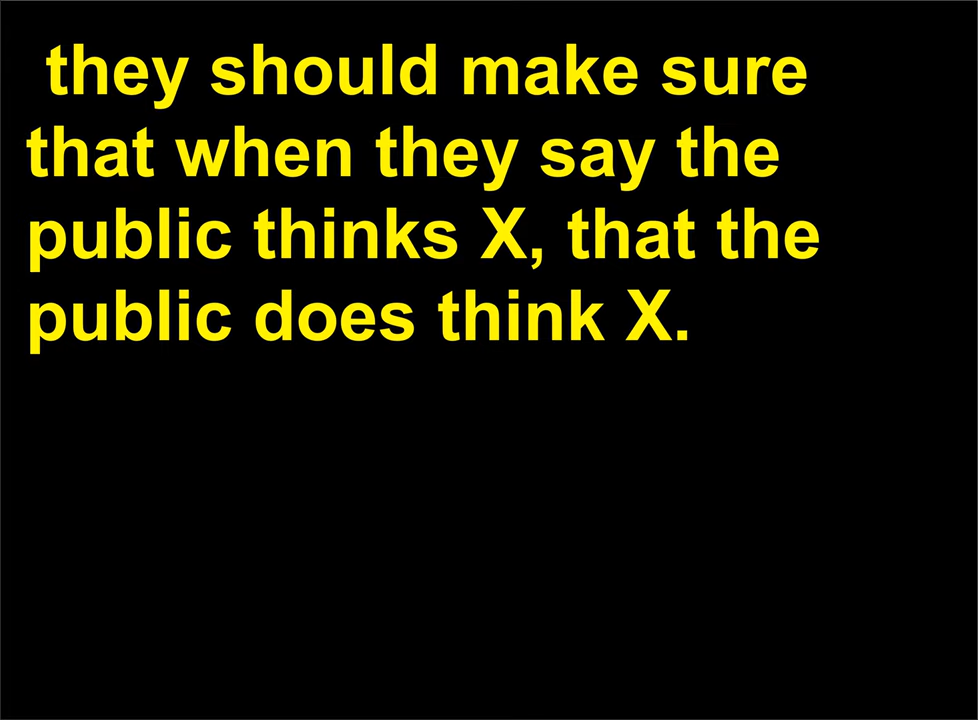 they should make sure
that when they say the
public thinks X, that the
public does think X.